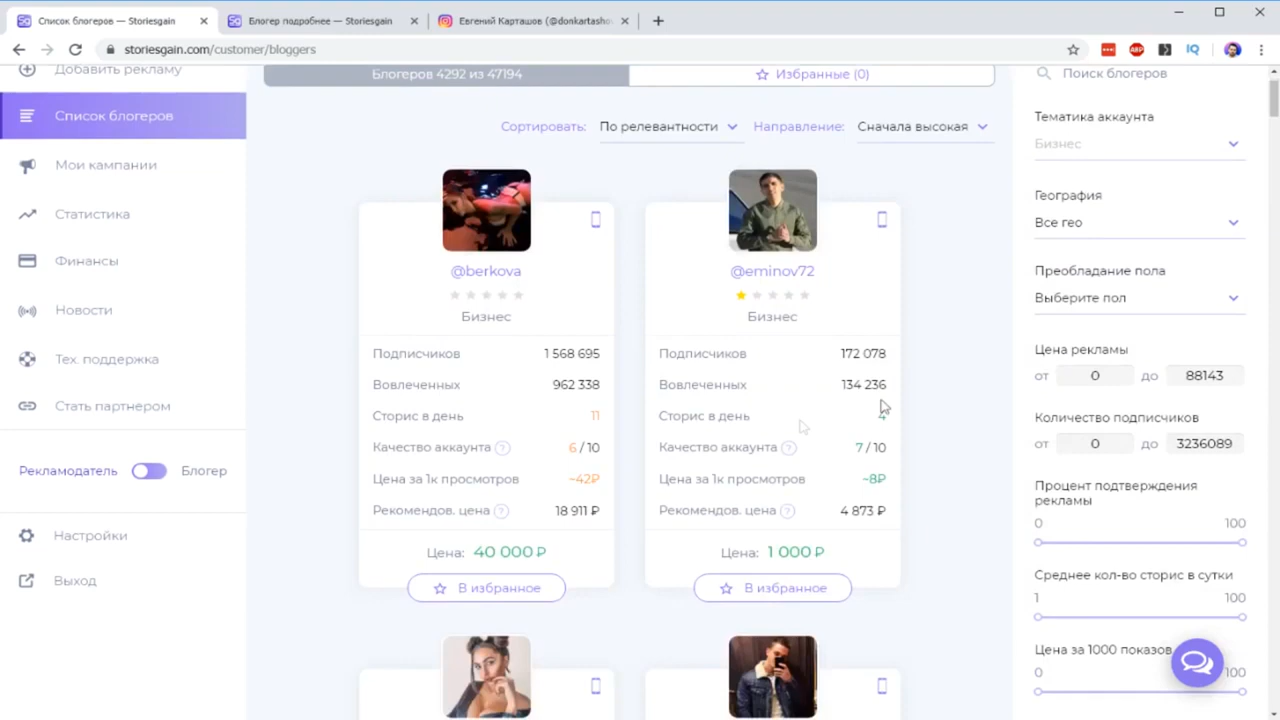 Список блогеров — Storiesgain
Блогер подробнее — Storiesgain
Евгений Карташов (@donkartasho
storiesgain.com/customer/bloggers
ABP
IQ
Добавить рекламу
Список блогеров
Мои кампании
Статистика
Финансы
Новости
Тех. поддержка
Стать партнером
Рекламодатель
Блогер
Настройки
Выход
Блогеров 4292 из 47194
Избранные (0)
Сортировать: По релевантности
Направление: Сначала высокая
@berkova
Бизнес
Подписчиков 1 568 695
Вовлеченных 962 338
Сторис в день 11
Качество аккаунта ? 6 / 10
Цена за 1к просмотров ~42₽
Рекомендов. цена ? 18 911 ₽
Цена: 40 000 ₽
В избранное
@eminov72
Бизнес
Подписчиков 172 078
Вовлеченных 134 236
Сторис в день 4
Качество аккаунта ? 7 / 10
Цена за 1к просмотров ~8₽
Рекомендов. цена ? 4 873 ₽
Цена: 1 000 ₽
В избранное
Поиск блогеров
Тематика аккаунта
Бизнес
География
Все гео
Преобладание пола
Выберите пол
Цена рекламы
от 0 до 88143
Количество подписчиков
от 0 до 3236089
Процент подтверждения
рекламы
0 100
Среднее кол-во сторис в сутки
1 100
Цена за 1000 показов
0 100